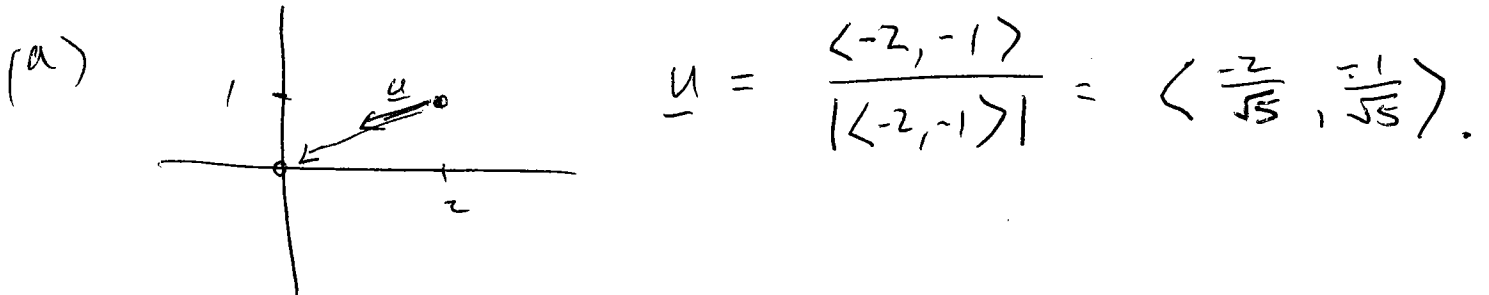 (a)
1
u
2
u = <-2, -1> / |<-2, -1>| = < -2/√5 , -1/√5 >.